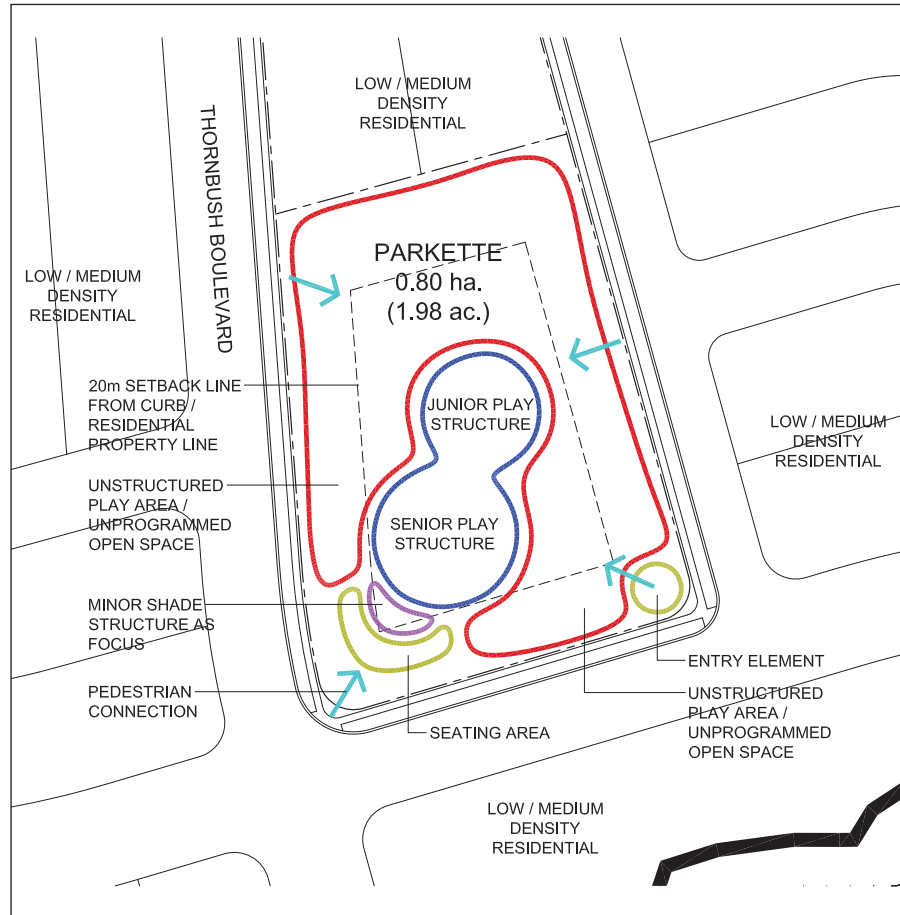 LOW / MEDIUM
DENSITY
RESIDENTIAL
THORNBUSH BOULEVARD
PARKETTE
0.80 ha.
(1.98 ac.)
LOW / MEDIUM
DENSITY
RESIDENTIAL
20m SETBACK LINE
FROM CURB /
RESIDENTIAL
PROPERTY LINE
JUNIOR PLAY
STRUCTURE
LOW / MEDIUM
DENSITY
RESIDENTIAL
UNSTRUCTURED
PLAY AREA /
UNPROGRAMMED
OPEN SPACE
SENIOR PLAY
STRUCTURE
MINOR SHADE
STRUCTURE AS
FOCUS
ENTRY ELEMENT
PEDESTRIAN
CONNECTION
UNSTRUCTURED
PLAY AREA /
UNPROGRAMMED
OPEN SPACE
SEATING AREA
LOW / MEDIUM
DENSITY
RESIDENTIAL